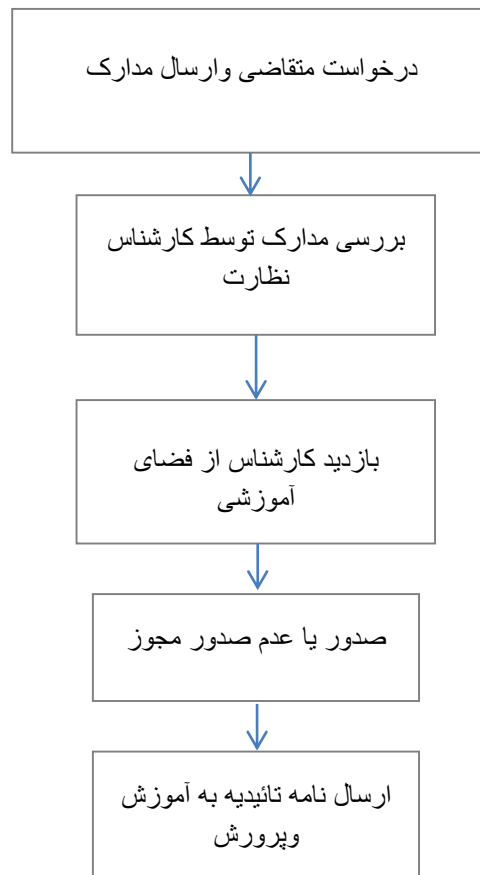 درخواست متقاضی وارسال مدارک
بررسی مدارک توسط کارشناس
نظارت
بازدید کارشناس از فضای
آموزشی
صدور یا عدم صدور مجوز
ارسال نامه تائیدیه به آموزش
وپرورش